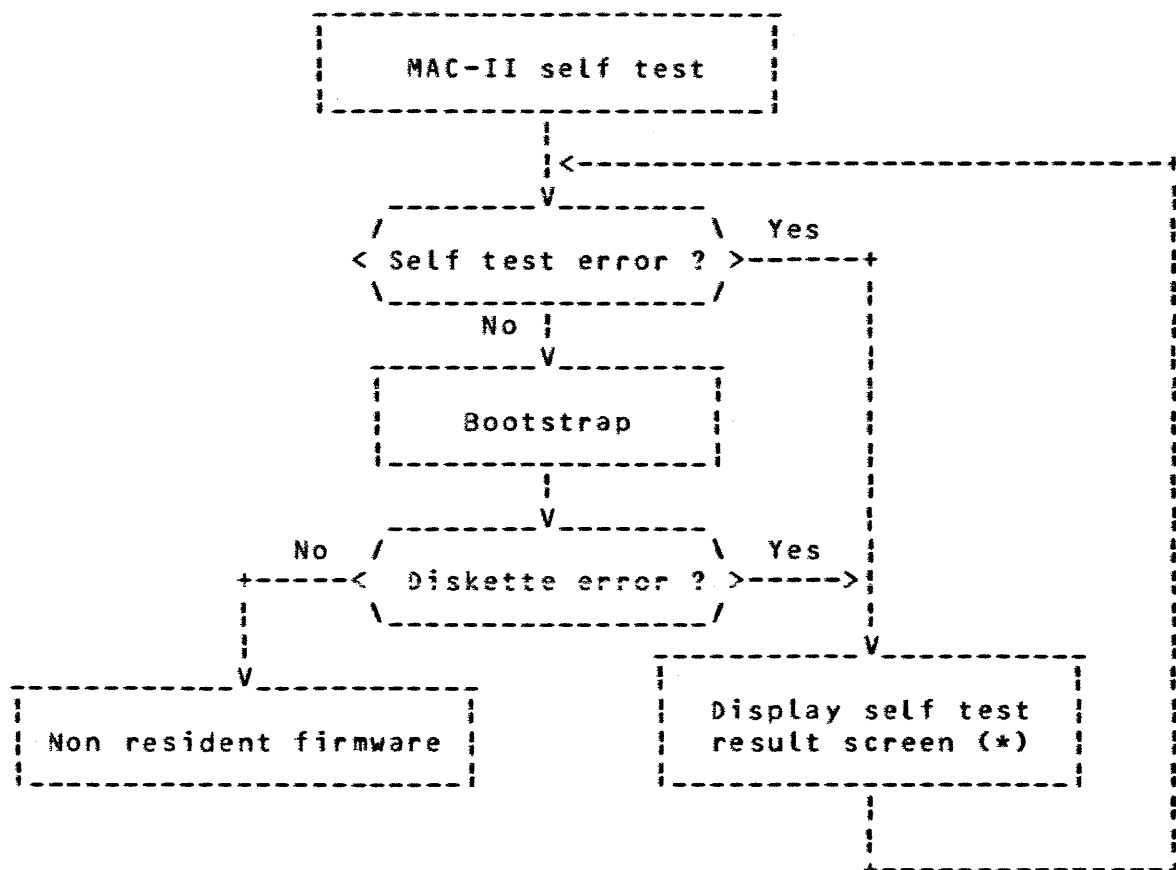 MAC-II self test
Yes
Self test error ?
No
Bootstrap
No
Yes
Diskette error ?
Non resident firmware
Display self test
result screen (*)